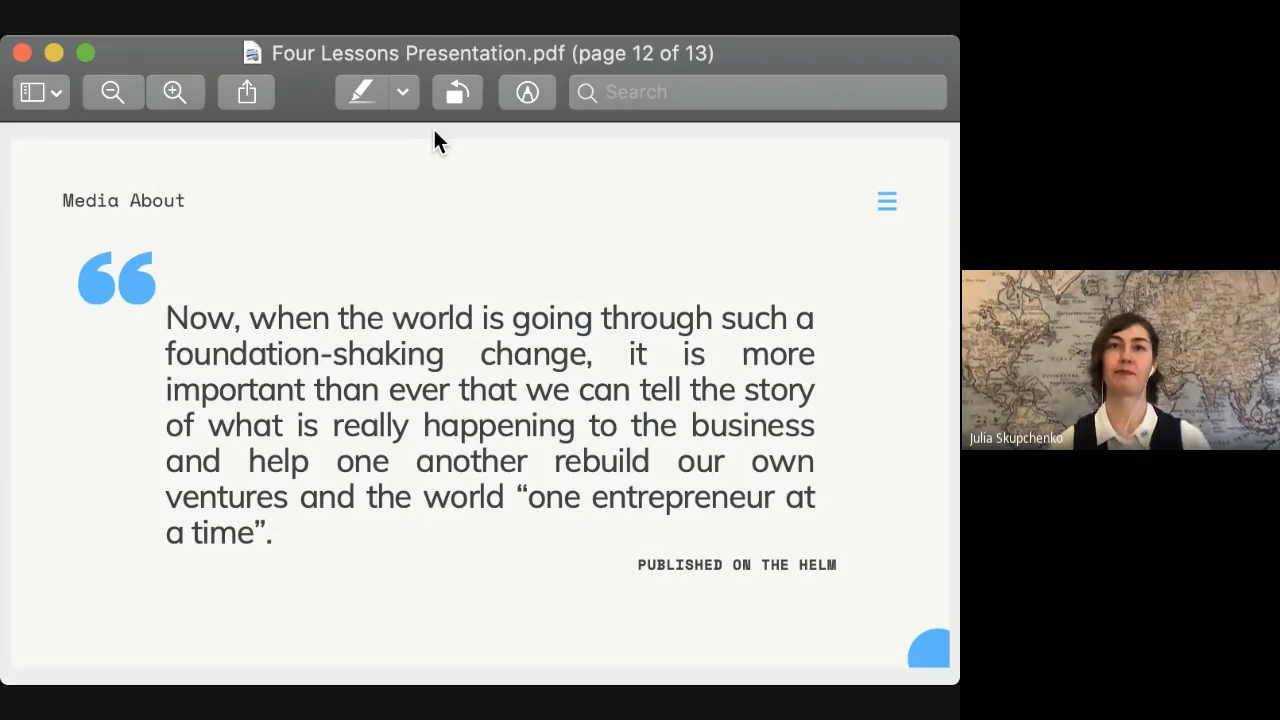 Four Lessons Presentation.pdf (page 12 of 13)
Search
Media About
“
Now, when the world is going through such a
foundation-shaking change, it is more
important than ever that we can tell the story
of what is really happening to the business
and help one another rebuild our own
ventures and the world “one entrepreneur at
a time”.
PUBLISHED ON THE HELM
Julia Skupchenko